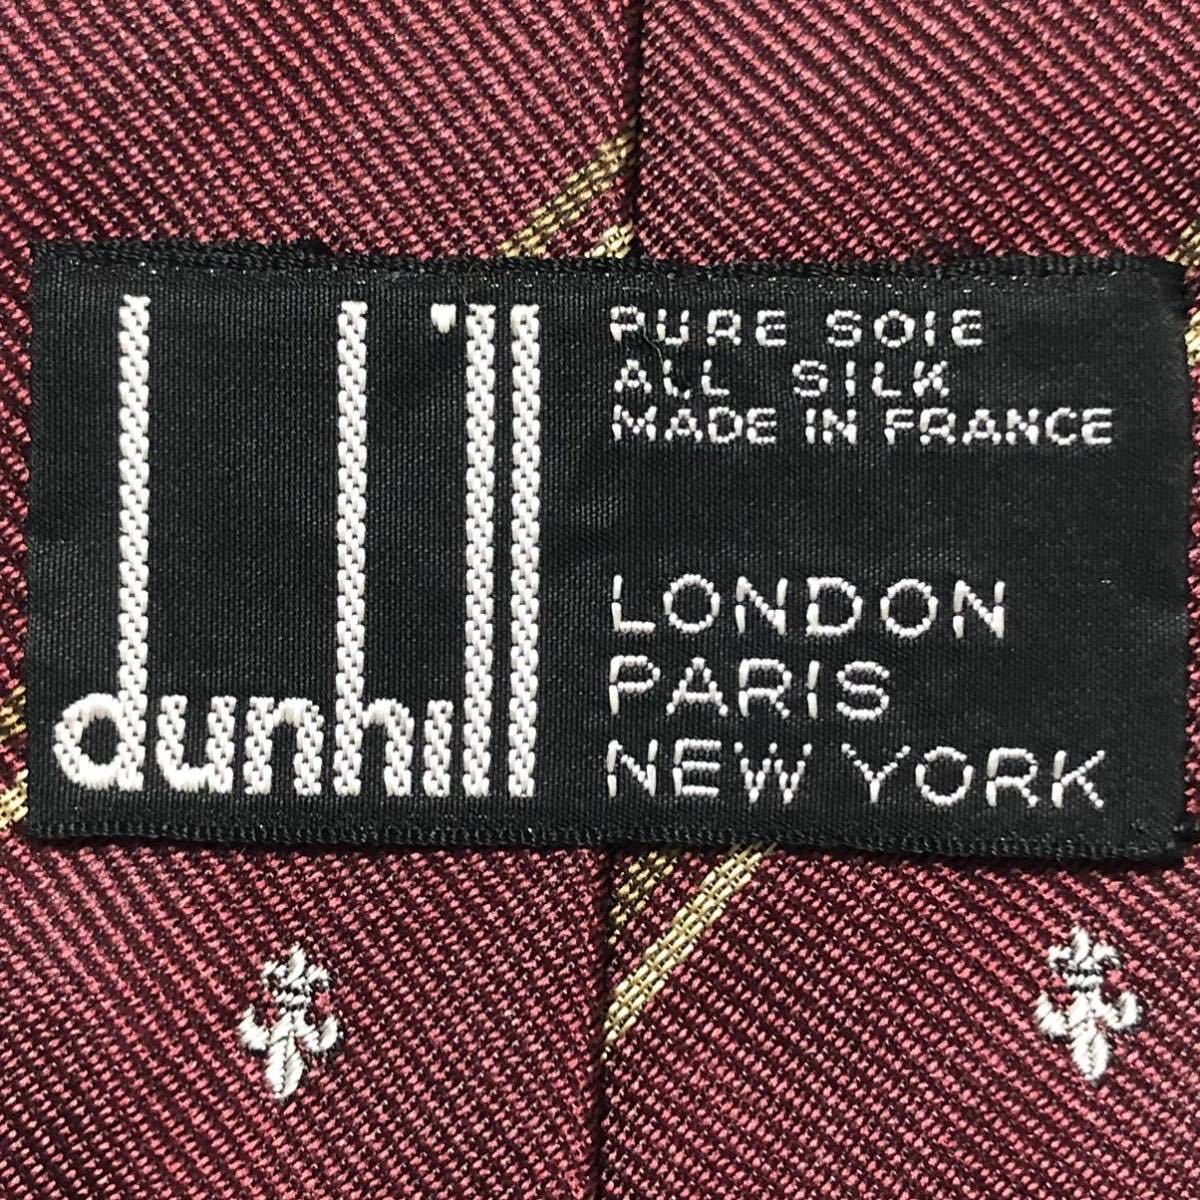 dunhill
PURE SOIE
ALL SILK
MADE IN FRANCE
LONDON
PARIS
NEW YORK